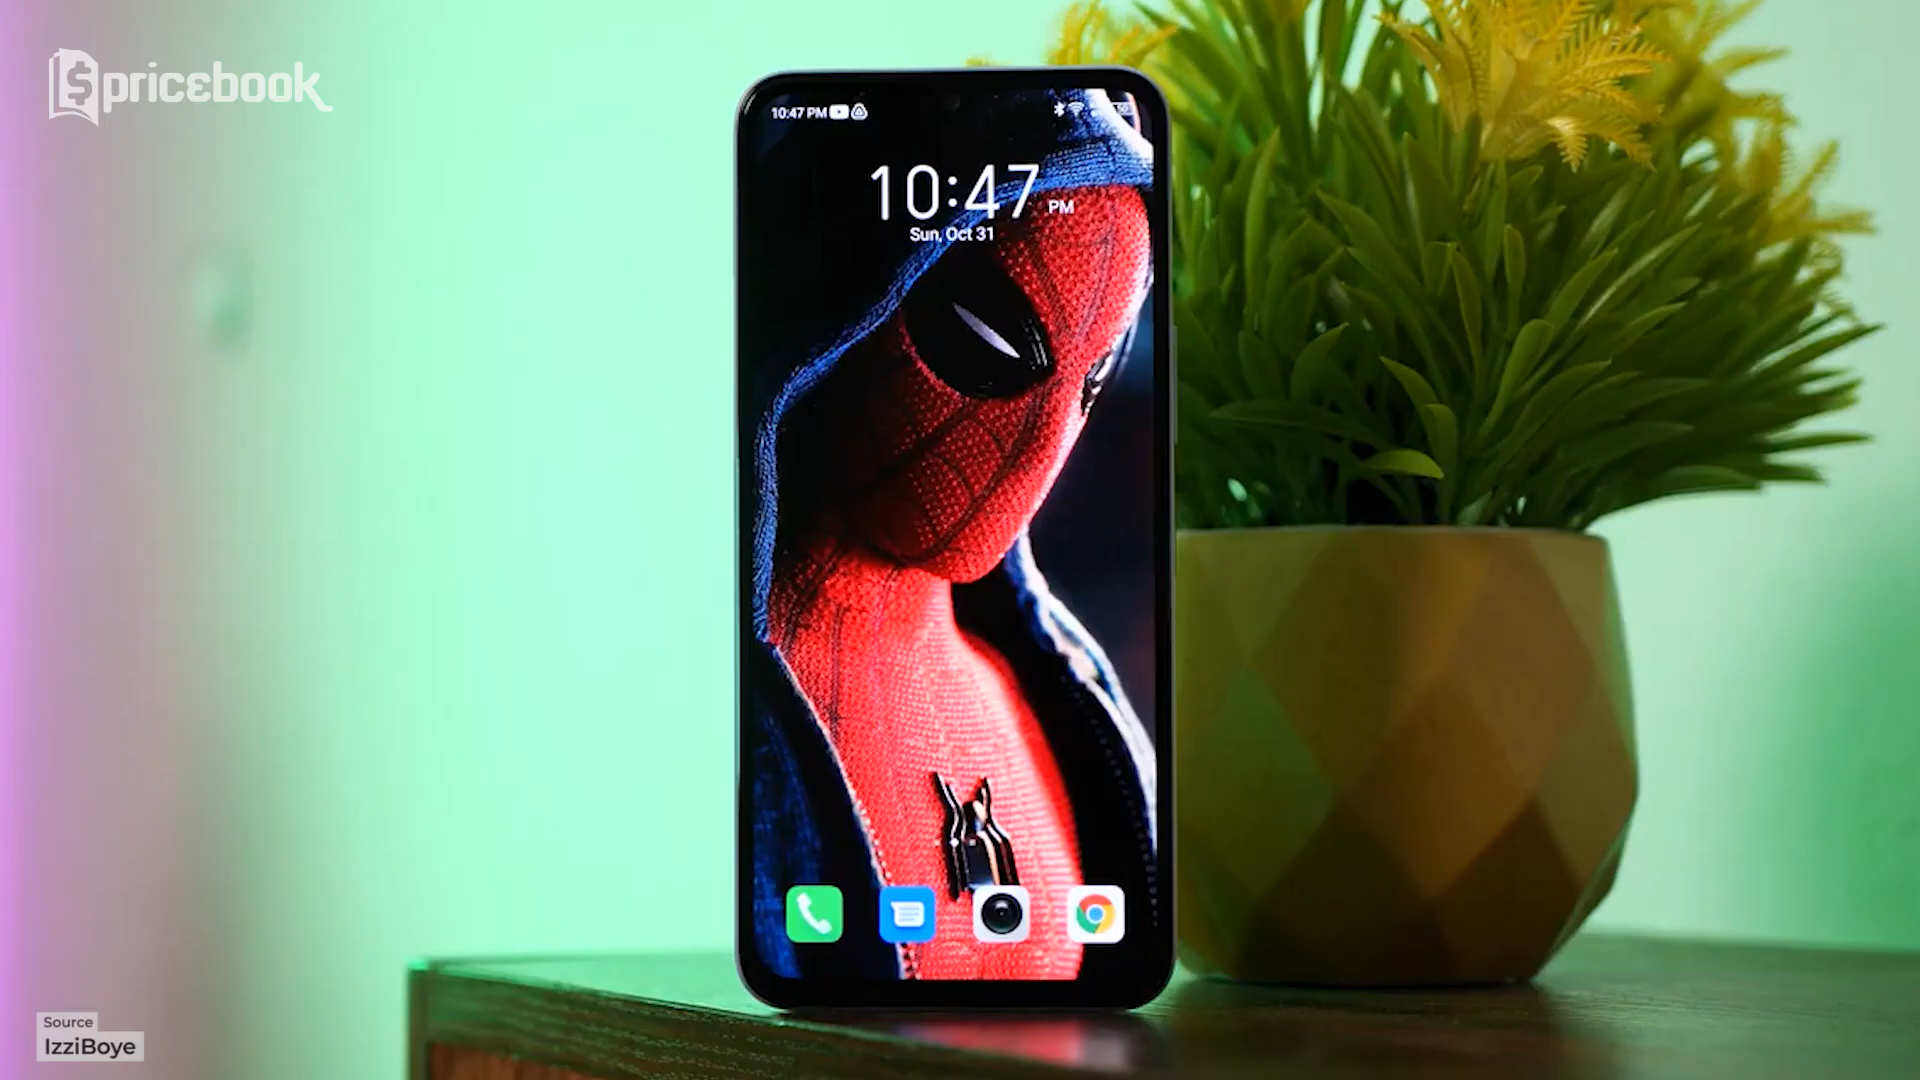 pricebook
10:47 PM
10:47 PM
Sun, Oct 31
Source
IzziBoye